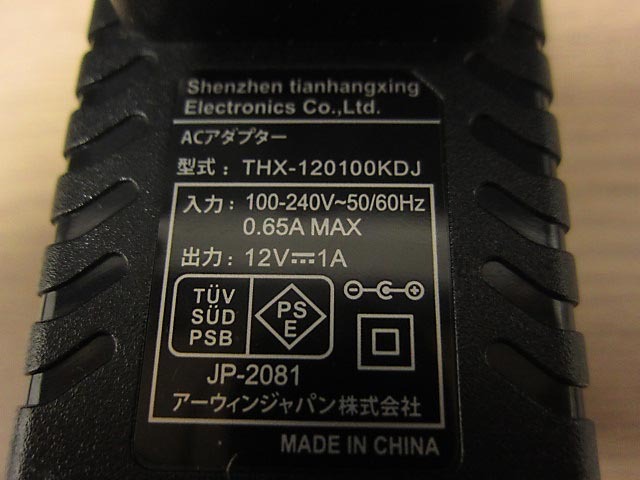 Shenzhen tianhangxing
Electronics Co.,Ltd.
ACアダプター
型式：THX-120100KDJ
入力：100-240V~50/60Hz
0.65A MAX
出力：12V⎓1A
TÜV
SÜD
PSB
PS
E
JP-2081
アーウィンジャパン株式会社
MADE IN CHINA